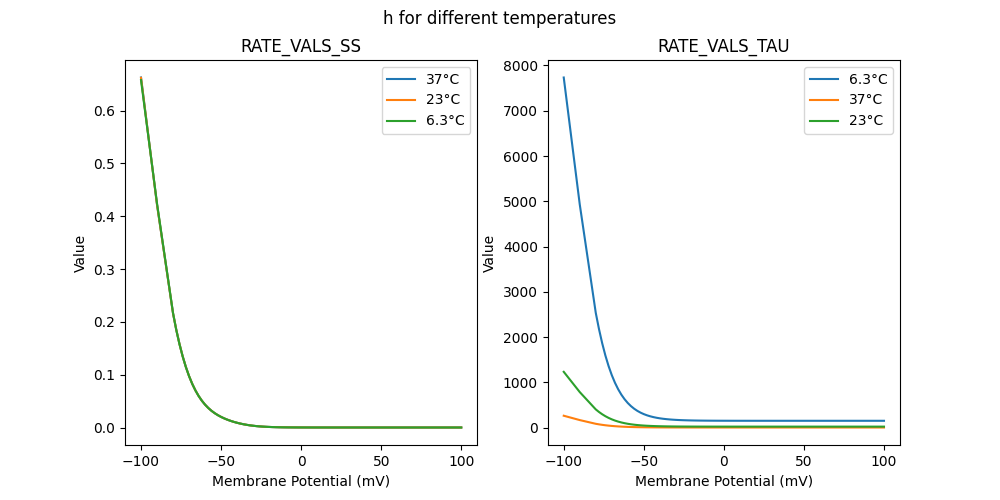 h for different temperatures
RATE_VALS_SS
Value
0.6
0.5
0.4
0.3
0.2
0.1
0.0
37°C
23°C
6.3°C
−100
−50
0
50
100
Membrane Potential (mV)
RATE_VALS_TAU
Value
8000
7000
6000
5000
4000
3000
2000
1000
0
6.3°C
37°C
23°C
−100
−50
0
50
100
Membrane Potential (mV)